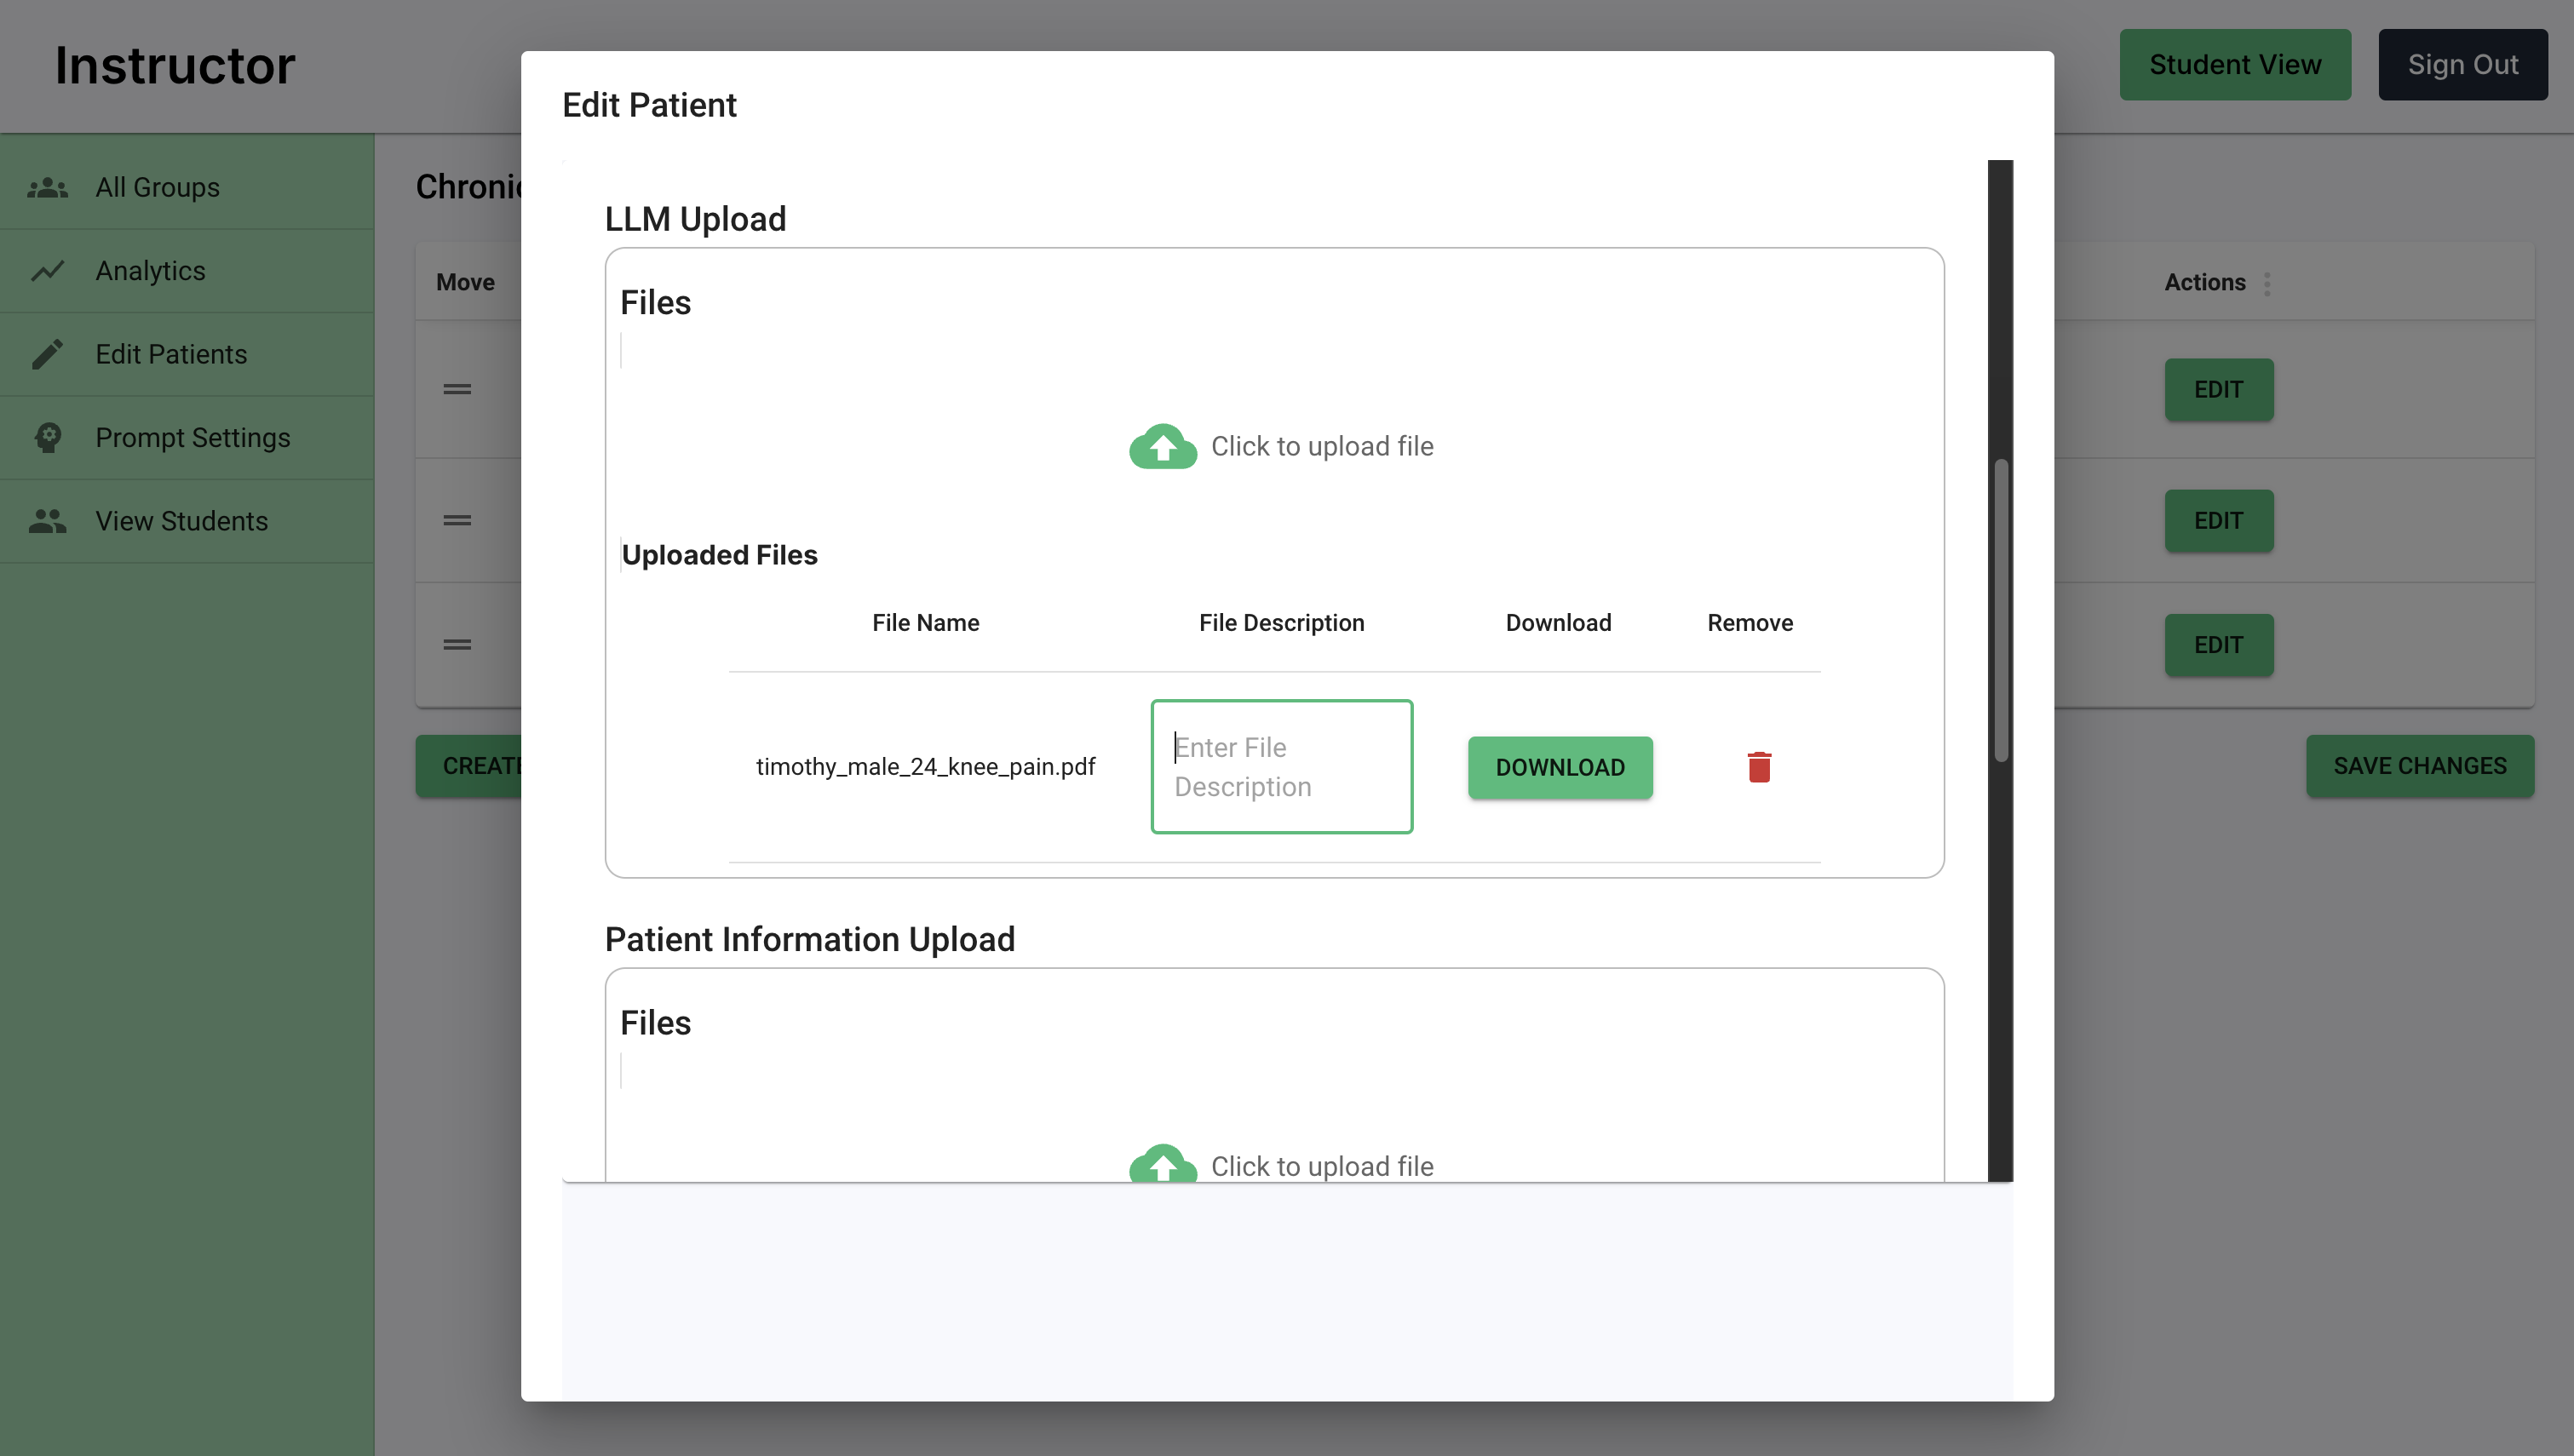 Instructor
Student View
Sign Out
All Groups
Analytics
Edit Patients
Prompt Settings
View Students
Chronic
Move
Actions
EDIT
EDIT
EDIT
CREATE
SAVE CHANGES
Edit Patient
LLM Upload
Files
Click to upload file
Uploaded Files
File Name File Description Download Remove
timothy_male_24_knee_pain.pdf
Enter File
Description
DOWNLOAD
Patient Information Upload
Files
Click to upload file